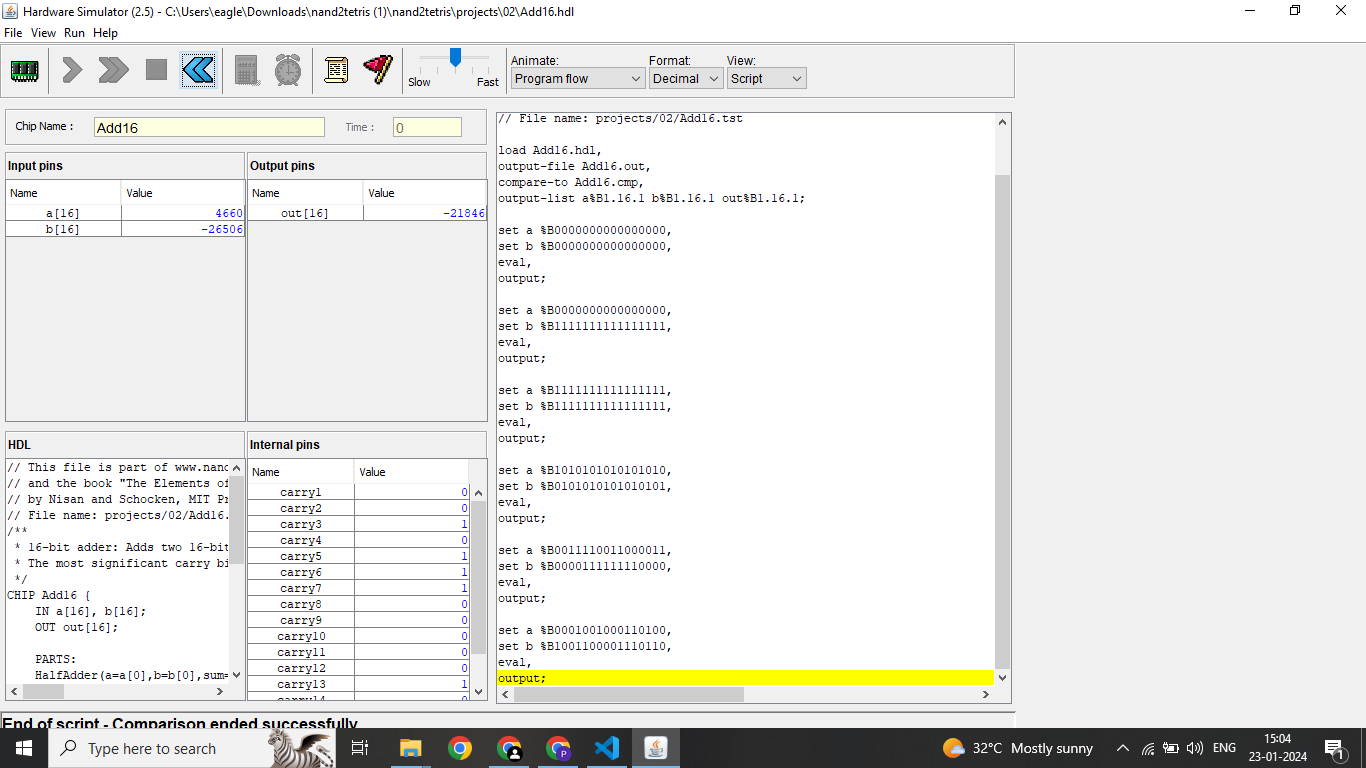 Hardware Simulator (2.5) - C:\Users\eagle\Downloads\nand2tetris (1)\nand2tetris\projects\02\Add16.hdl
File View Run Help
Slow Fast
Animate: Format: View:
Program flow Decimal Script
Chip Name : Add16 Time : 0
Input pins
Name Value
a[16] 4660
b[16] -26506
Output pins
Name Value
out[16] -21846
HDL
// This file is part of www.nand
// and the book "The Elements of
// by Nisan and Schocken, MIT Pr
// File name: projects/02/Add16.
/**
* 16-bit adder: Adds two 16-bit
* The most significant carry bi
*/
CHIP Add16 {
IN a[16], b[16];
OUT out[16];
PARTS:
HalfAdder(a=a[0],b=b[0],sum=
Internal pins
Name Value
carry1 0
carry2 0
carry3 1
carry4 0
carry5 1
carry6 1
carry7 1
carry8 0
carry9 0
carry10 0
carry11 0
carry12 0
carry13 1
carry14 0
// File name: projects/02/Add16.tst
load Add16.hdl,
output-file Add16.out,
compare-to Add16.cmp,
output-list a%B1.16.1 b%B1.16.1 out%B1.16.1;
set a %B0000000000000000,
set b %B0000000000000000,
eval,
output;
set a %B0000000000000000,
set b %B1111111111111111,
eval,
output;
set a %B1111111111111111,
set b %B1111111111111111,
eval,
output;
set a %B1010101010101010,
set b %B0101010101010101,
eval,
output;
set a %B0011110011000011,
set b %B0000111111110000,
eval,
output;
set a %B0001001000110100,
set b %B1001100001110110,
eval,
output;
End of script - Comparison ended successfully
Type here to search
P
32°C Mostly sunny
ENG
15:04
23-01-2024
1